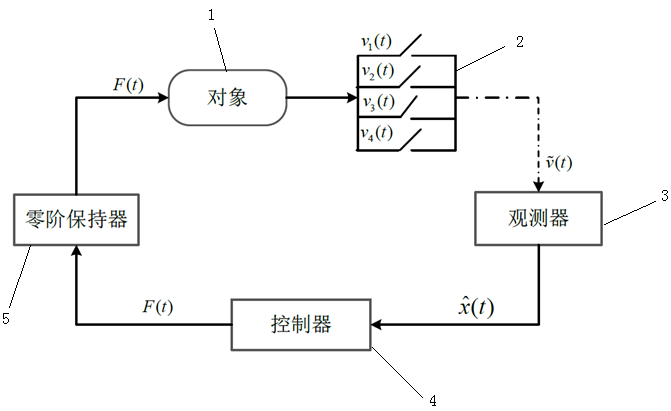 1
2
v₁(t)
F(t)
对象
v₂(t)
v₃(t)
v₄(t)
ṽ(t)
3
零阶保持器
观测器
5
F(t)
控制器
x̂(t)
4